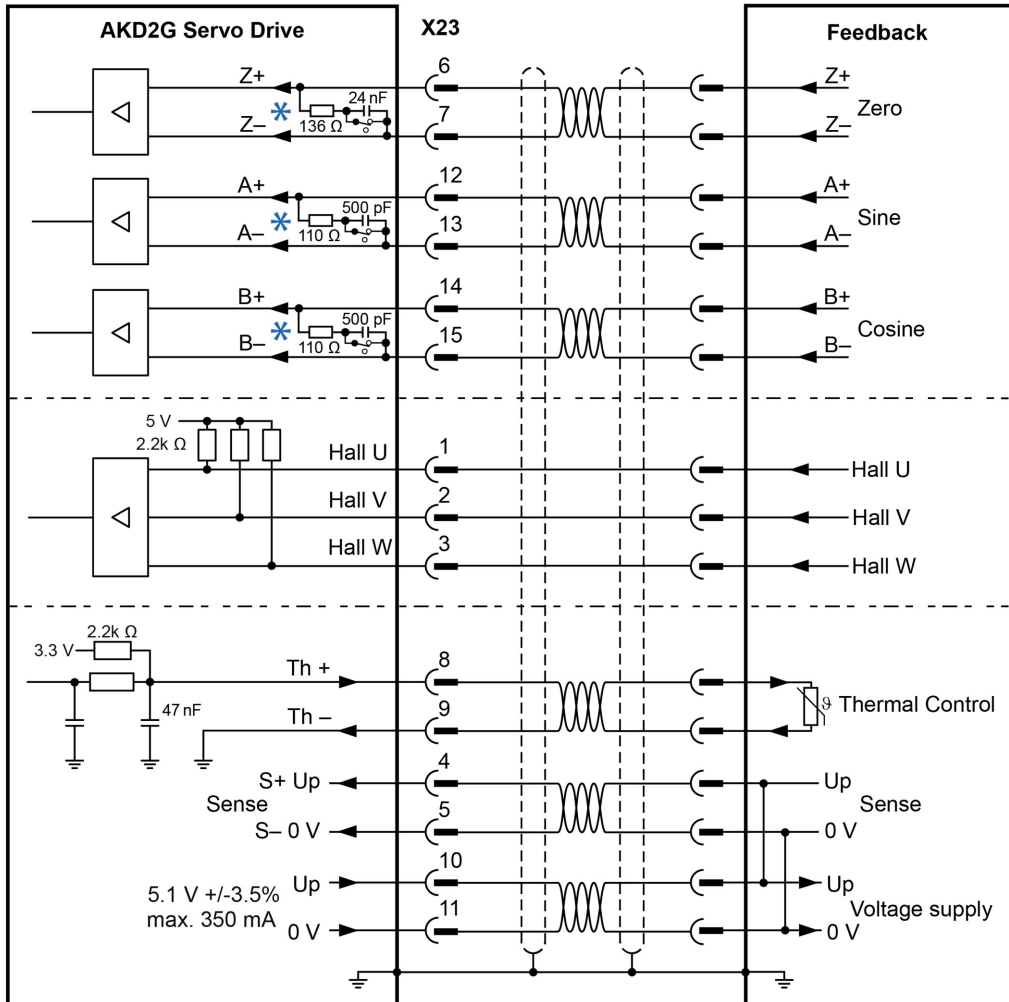 AKD2G Servo Drive X23 Feedback
Z+ 6 Z+
24 nF
* Zero
136 Ω
Z– 7 Z–
A+ 12 A+
500 pF
* Sine
110 Ω
A– 13 A–
B+ 14 B+
500 pF
* Cosine
110 Ω
B– 15 B–
5 V
2.2k Ω
Hall U 1 Hall U
Hall V 2 Hall V
Hall W 3 Hall W
2.2k Ω
3.3 V
Th + 8
47 nF
ϑ Thermal Control
Th – 9
S+ Up 4 Up
Sense Sense
S– 0 V 5 0 V
Up 10 Up
5.1 V +/-3.5%
max. 350 mA
Voltage supply
0 V 11 0 V